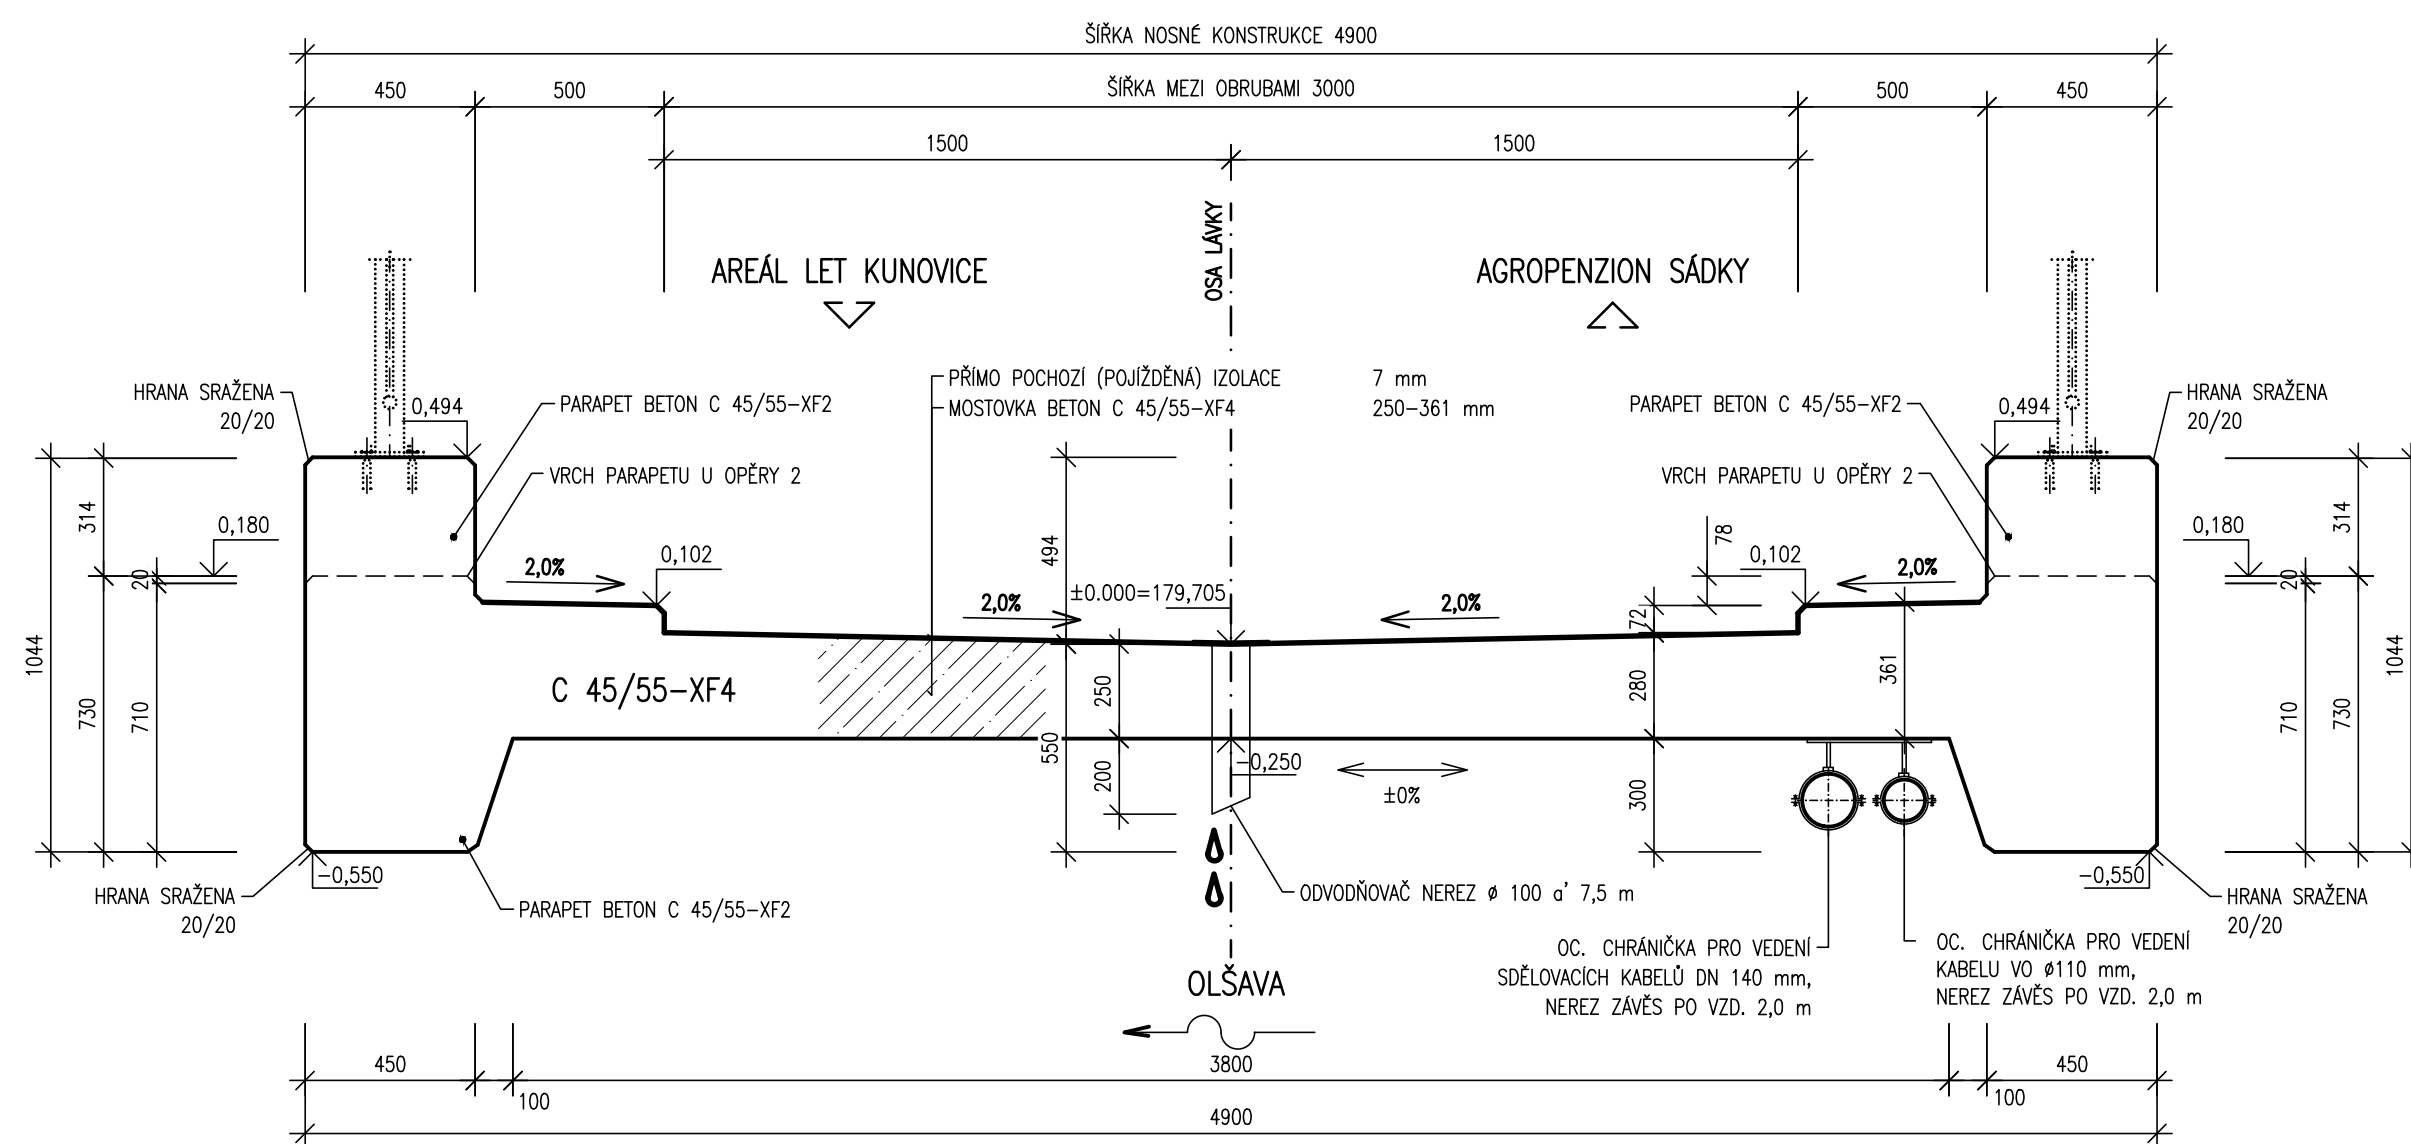 ŠÍŘKA NOSNÉ KONSTRUKCE 4900
450
500
ŠÍŘKA MEZI OBRUBAMI 3000
500
450
1500
1500
OSA LÁVKY
AREÁL LET KUNOVICE
AGROPENZION SÁDKY
PŘÍMO POCHOZÍ (POJÍŽDĚNÁ) IZOLACE 7 mm
MOSTOVKA BETON C 45/55-XF4 250-361 mm
HRANA SRAŽENA
20/20
0,494
PARAPET BETON C 45/55-XF2
VRCH PARAPETU U OPĚRY 2
PARAPET BETON C 45/55-XF2
0,494
HRANA SRAŽENA
20/20
VRCH PARAPETU U OPĚRY 2
314
0,180
20
1044
730
710
2,0%
0,102
494
2,0%
±0.000=179,705
2,0%
78
72
0,102
2,0%
0,180
314
20
1044
730
710
C 45/55-XF4
250
550
200
-0,250
±0%
280
300
361
-0,550
HRANA SRAŽENA
20/20
PARAPET BETON C 45/55-XF2
ODVODŇOVAČ NEREZ ø 100 a' 7,5 m
-0,550
HRANA SRAŽENA
20/20
OC. CHRÁNIČKA PRO VEDENÍ
SDĚLOVACÍCH KABELŮ DN 140 mm,
NEREZ ZÁVĚS PO VZD. 2,0 m
OC. CHRÁNIČKA PRO VEDENÍ
KABELU VO ø110 mm,
NEREZ ZÁVĚS PO VZD. 2,0 m
OLŠAVA
450
100
3800
100
450
4900